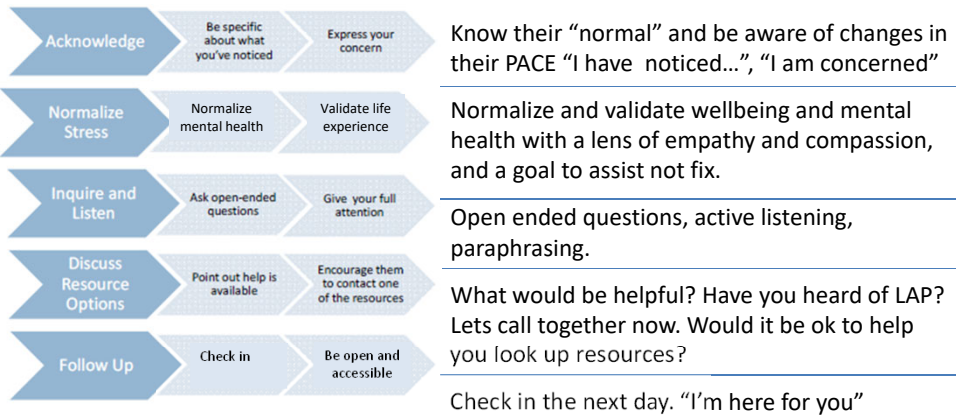 Acknowledge
Be specific
about what
you've noticed
Express your
concern
Know their “normal” and be aware of changes in
their PACE “I have  noticed…”, “I am concerned”
Normalize
Stress
Normalize
mental health
Validate life
experience
Normalize and validate wellbeing and mental
health with a lens of empathy and compassion,
and a goal to assist not fix.
Inquire and
Listen
Ask open-ended
questions
Give your full
attention
Open ended questions, active listening,
paraphrasing.
Discuss
Resource
Options
Point out help is
available
Encourage them
to contact one
of the resources
What would be helpful? Have you heard of LAP?
Lets call together now. Would it be ok to help
you look up resources?
Follow Up
Check in
Be open and
accessible
Check in the next day. “I’m here for you”